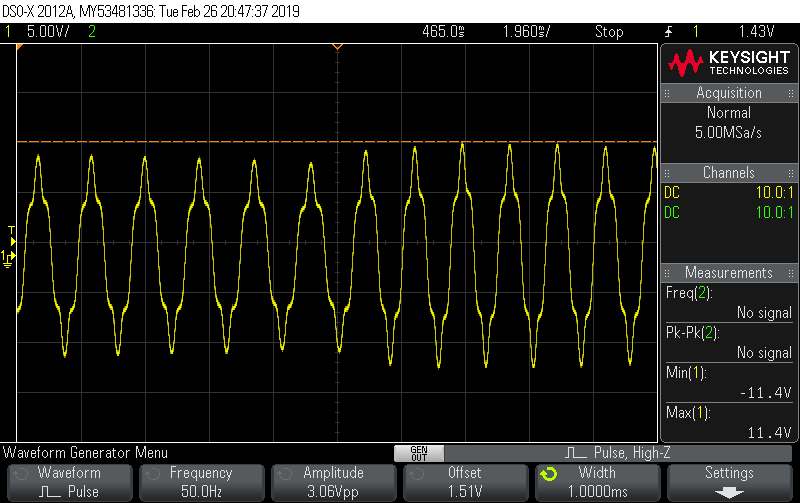 DSO-X 2012A, MY53481336: Tue Feb 26 20:47:37 2019
1 5.00V/ 2 465.0ms 1.960ms/ Stop 1 1.43V
KEYSIGHT
TECHNOLOGIES
Acquisition
Normal
5.00MSa/s
Channels
DC 10.0:1
DC 10.0:1
T
1
Measurements
Freq(2):
No signal
Pk-Pk(2):
No signal
Min(1):
-11.4V
Max(1):
11.4V
Waveform Generator Menu
GEN
OUT
Pulse, High-Z
Waveform Frequency Amplitude Offset Width Settings
Pulse 50.0Hz 3.06Vpp 1.51V 1.0000ms